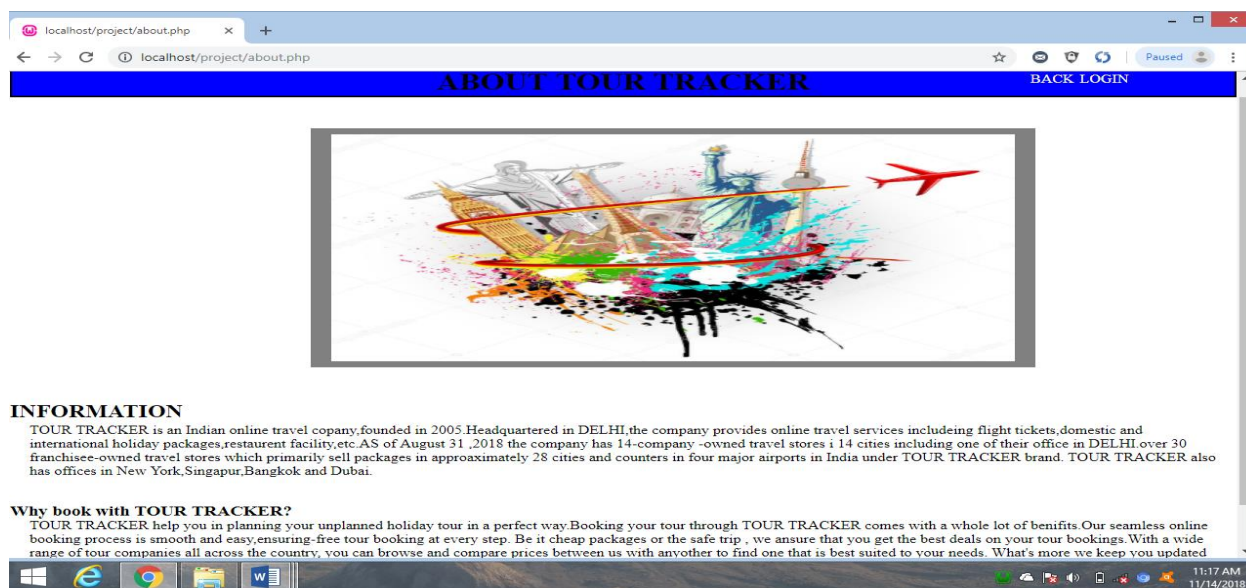 localhost/project/about.php
localhost/project/about.php
Paused
ABOUT TOUR TRACKER
BACK LOGIN
INFORMATION
TOUR TRACKER is an Indian online travel copany,founded in 2005.Headquartered in DELHI,the company provides online travel services includeing flight tickets,domestic and
international holiday packages,restaurent facility,etc.AS of August 31 ,2018 the company has 14-company -owned travel stores i 14 cities including one of their office in DELHI.over 30
franchisee-owned travel stores which primarily sell packages in approaximately 28 cities and counters in four major airports in India under TOUR TRACKER brand. TOUR TRACKER also
has offices in New York,Singapur,Bangkok and Dubai.
Why book with TOUR TRACKER?
TOUR TRACKER help you in planning your unplanned holiday tour in a perfect way.Booking your tour through TOUR TRACKER comes with a whole lot of benifits.Our seamless online
booking process is smooth and easy,ensuring-free tour booking at every step. Be it cheap packages or the safe trip , we ansure that you get the best deals on your tour bookings.With a wide
range of tour companies all across the country, you can browse and compare prices between us with anyother to find one that is best suited to your needs. What's more we keep you updated
11:17 AM
11/14/2018